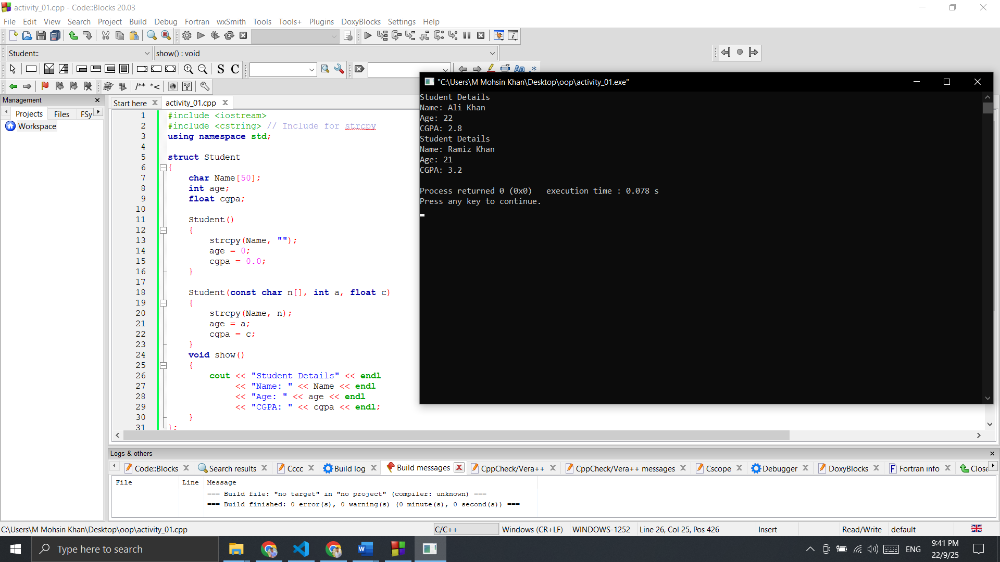 activity_01.cpp - Code::Blocks 20.03
File Edit View Search Project Build Debug Fortran wxSmith Tools Tools+ Plugins DoxyBlocks Settings Help
Student::
show() : void
S C
Aa .*
/** *<
Management
Projects Files FSy
Workspace
Start here activity_01.cpp
1 #include <iostream>
2 #include <cstring> // Include for strcpy
3 using namespace std;
4
5 struct Student
6 {
7 char Name[50];
8 int age;
9 float cgpa;
10
11 Student()
12 {
13 strcpy(Name, "");
14 age = 0;
15 cgpa = 0.0;
16 }
17
18 Student(const char n[], int a, float c)
19 {
20 strcpy(Name, n);
21 age = a;
22 cgpa = c;
23 }
24 void show()
25 {
26 cout << "Student Details" << endl
27 << "Name: " << Name << endl
28 << "Age: " << age << endl
29 << "CGPA: " << cgpa << endl;
30 }
31 };
"C:\Users\M Mohsin Khan\Desktop\oop\activity_01.exe"
Student Details
Name: Ali Khan
Age: 22
CGPA: 2.8
Student Details
Name: Ramiz Khan
Age: 21
CGPA: 3.2
Process returned 0 (0x0) execution time : 0.078 s
Press any key to continue.
Logs & others
Code::Blocks Search results Cccc Build log Build messages CppCheck/Vera++ CppCheck/Vera++ messages Cscope Debugger DoxyBlocks Fortran info Close
File Line Message
=== Build file: "no target" in "no project" (compiler: unknown) ===
=== Build finished: 0 error(s), 0 warning(s) (0 minute(s), 0 second(s)) ===
C:\Users\M Mohsin Khan\Desktop\oop\activity_01.cpp C/C++ Windows (CR+LF) WINDOWS-1252 Line 26, Col 25, Pos 426 Insert Read/Write default
Type here to search
ENG
9:41 PM
22/9/25